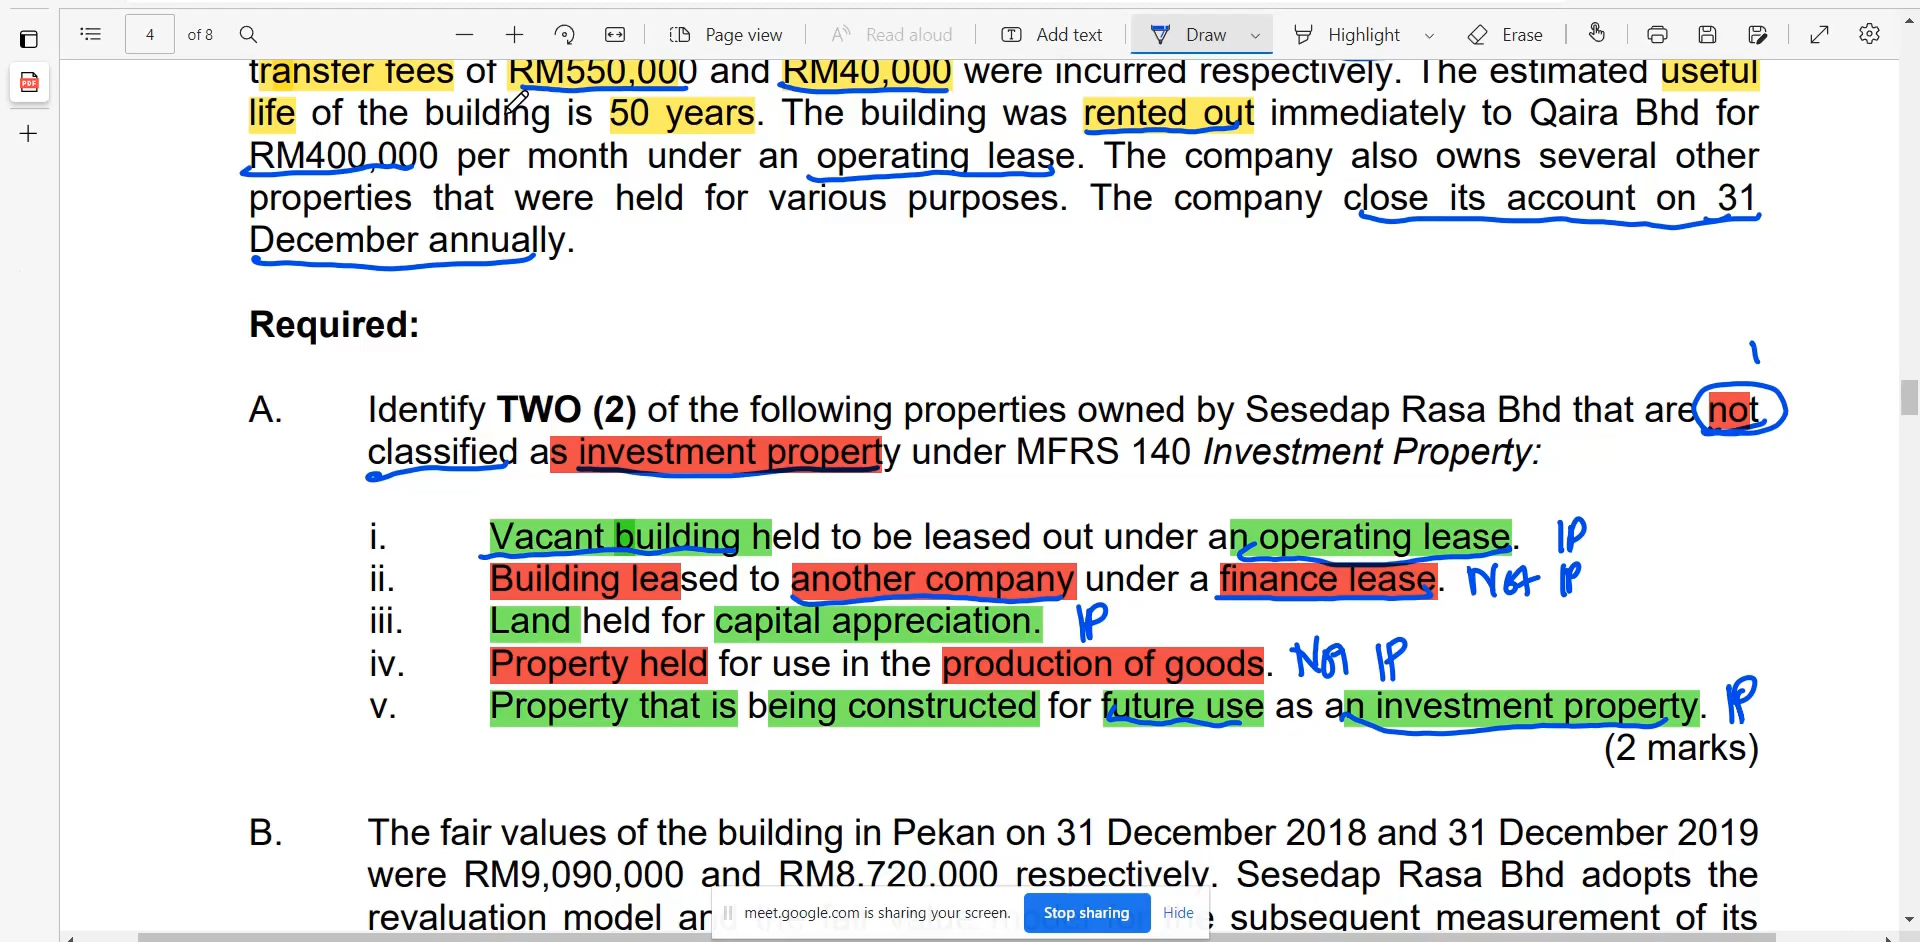 4 of 8 Page view Read aloud Add text Draw Highlight Erase
transfer fees of RM550,000 and RM40,000 were incurred respectively. The estimated useful
life of the building is 50 years. The building was rented out immediately to Qaira Bhd for
RM400,000 per month under an operating lease. The company also owns several other
properties that were held for various purposes. The company close its account on 31
December annually.
Required:
A. Identify TWO (2) of the following properties owned by Sesedap Rasa Bhd that are not
classified as investment property under MFRS 140 Investment Property:
i. Vacant building held to be leased out under an operating lease. IP
ii. Building leased to another company under a finance lease. Not IP
iii. Land held for capital appreciation. IP
iv. Property held for use in the production of goods. Not IP
v. Property that is being constructed for future use as an investment property. IP
(2 marks)
B. The fair values of the building in Pekan on 31 December 2018 and 31 December 2019
were RM9,090,000 and RM8,720,000 respectively. Sesedap Rasa Bhd adopts the
revaluation model subsequent measurement of its
meet.google.com is sharing your screen. Stop sharing Hide